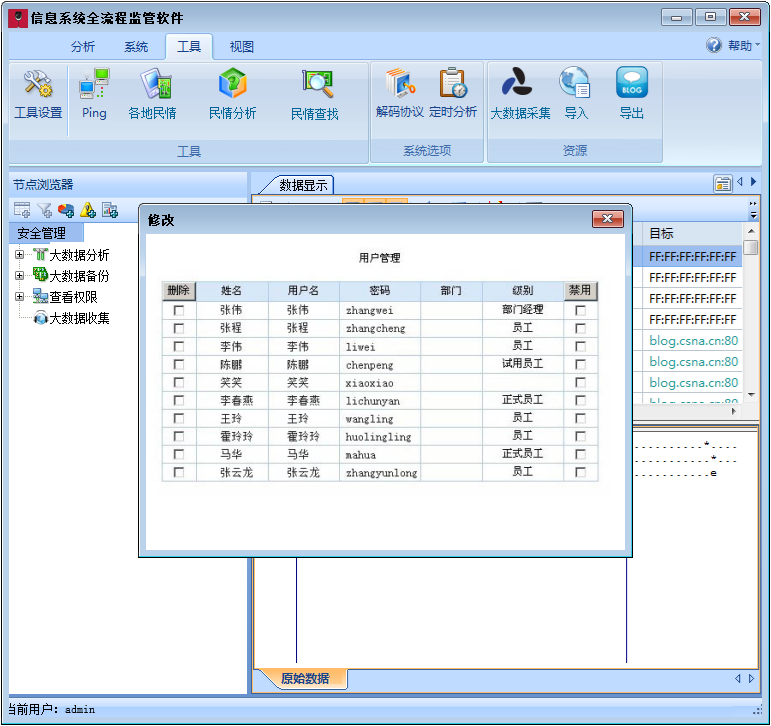 信息系统全流程监管软件
分析 系统 工具 视图 帮助
工具设置 Ping 各地民情 民情分析 民情查找 解码协议 定时分析 大数据采集 导入 导出
BLOG
工具 系统选项 资源
节点浏览器
数据显示
安全管理
大数据分析
大数据备份
查看权限
大数据收集
目标
FF:FF:FF:FF:FF:FF
FF:FF:FF:FF:FF:FF
FF:FF:FF:FF:FF:FF
FF:FF:FF:FF:FF:FF
blog.csna.cn:80
blog.csna.cn:80
blog.csna.cn:80
修改
用户管理
删除 姓名 用户名 密码 部门 级别 禁用
张伟 张伟 zhangwei 部门经理
张程 张程 zhangcheng 员工
李伟 李伟 liwei 员工
陈鹏 陈鹏 chenpeng 试用员工
笑笑 笑笑 xiaoxiao
李春燕 李春燕 lichunyan 正式员工
王玲 王玲 wangling 员工
霍玲玲 霍玲玲 huolingling 员工
马华 马华 mahua 正式员工
张云龙 张云龙 zhangyunlong 员工
..........*....
...........*...
...........e
原始数据
当前用户: admin